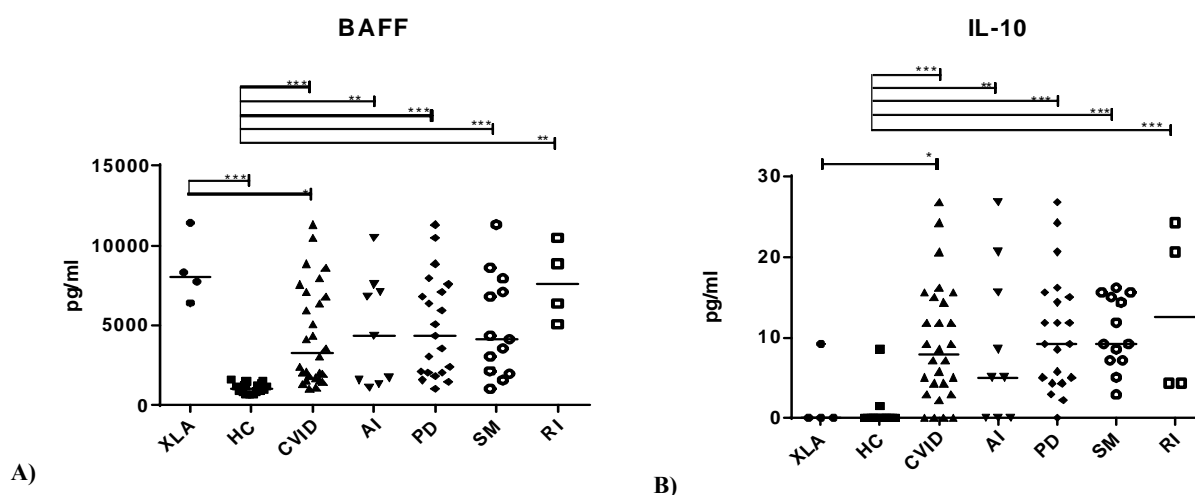 BAFF
***
**
***
***
**
***
*
15000
10000
5000
0
pg/ml
XLA HC CVID AI PD SM RI
A)
IL-10
***
**
***
***
***
*
30
20
10
0
pg/ml
XLA HC CVID AI PD SM RI
B)